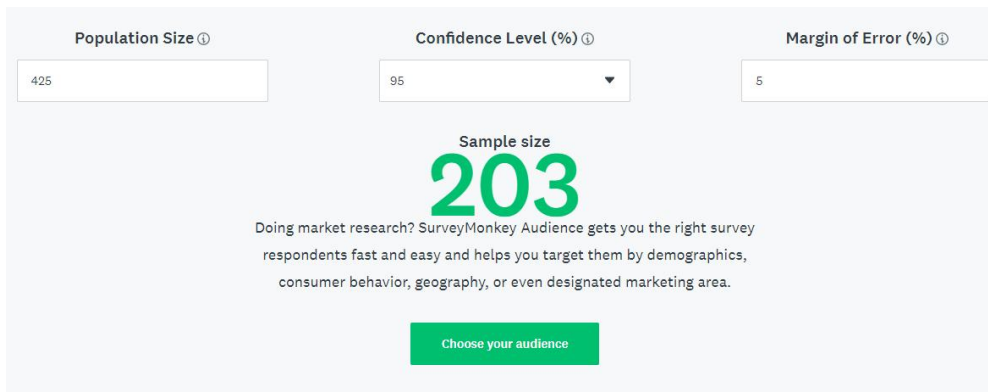 Population Size Confidence Level (%) Margin of Error (%)
425 95 5
Sample size
203
Doing market research? SurveyMonkey Audience gets you the right survey
respondents fast and easy and helps you target them by demographics,
consumer behavior, geography, or even designated marketing area.
Choose your audience